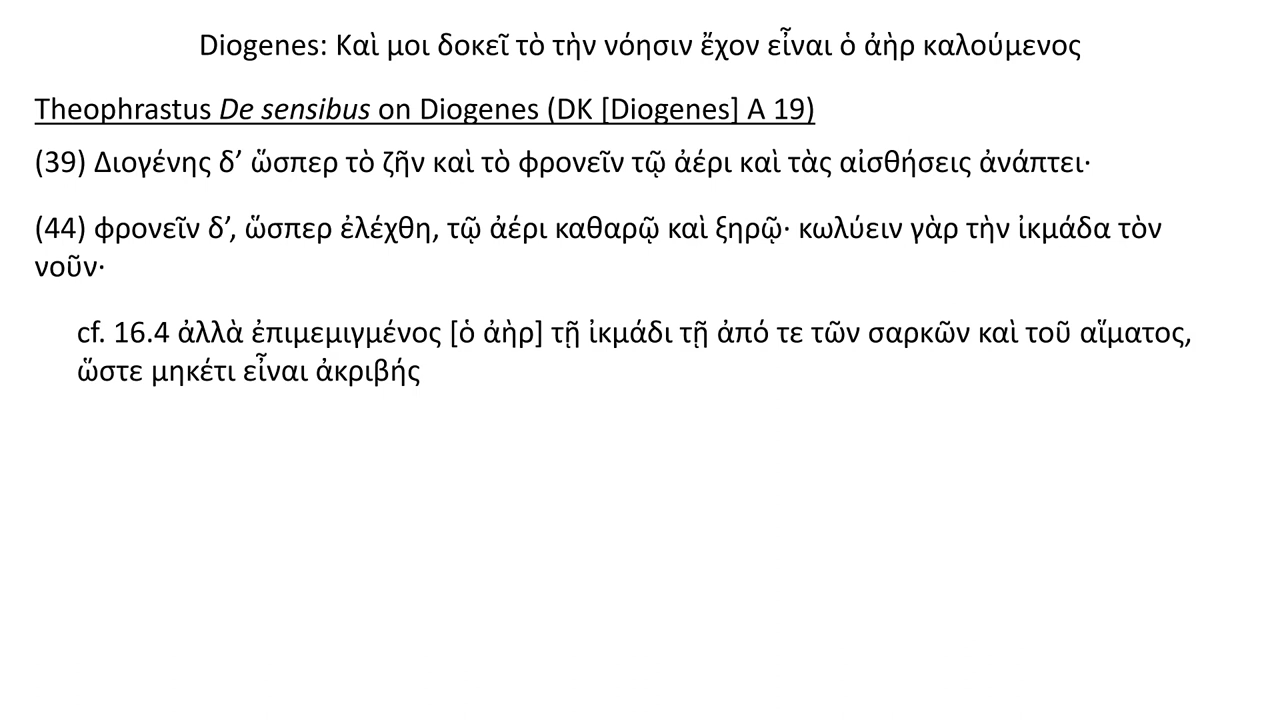 Diogenes: Καὶ μοι δοκεῖ τὸ τὴν νόησιν ἔχον εἶναι ὁ ἀὴρ καλούμενος
Theophrastus De sensibus on Diogenes (DK [Diogenes] A 19)
(39) Διογένης δ’ ὥσπερ τὸ ζῆν καὶ τὸ φρονεῖν τῷ ἀέρι καὶ τὰς αἰσθήσεις ἀνάπτει·
(44) φρονεῖν δ’, ὥσπερ ἐλέχθη, τῷ ἀέρι καθαρῷ καὶ ξηρῷ· κωλύειν γὰρ τὴν ἰκμάδα τὸν
νοῦν·
cf. 16.4 ἀλλὰ ἐπιμεμιγμένος [ὁ ἀὴρ] τῇ ἰκμάδι τῇ ἀπό τε τῶν σαρκῶν καὶ τοῦ αἵματος,
ὥστε μηκέτι εἶναι ἀκριβής